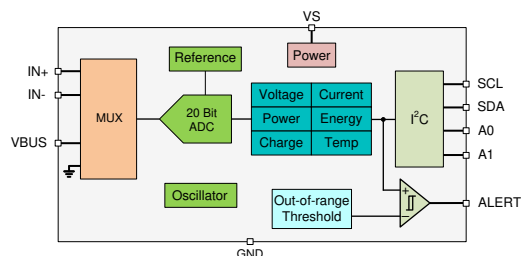 VS
Reference
Power
IN+
IN-
VBUS
MUX
20 Bit
ADC
Voltage
Current
Power
Energy
Charge
Temp
I²C
SCL
SDA
A0
A1
Oscillator
Out-of-range
Threshold
+
−
ALERT
GND